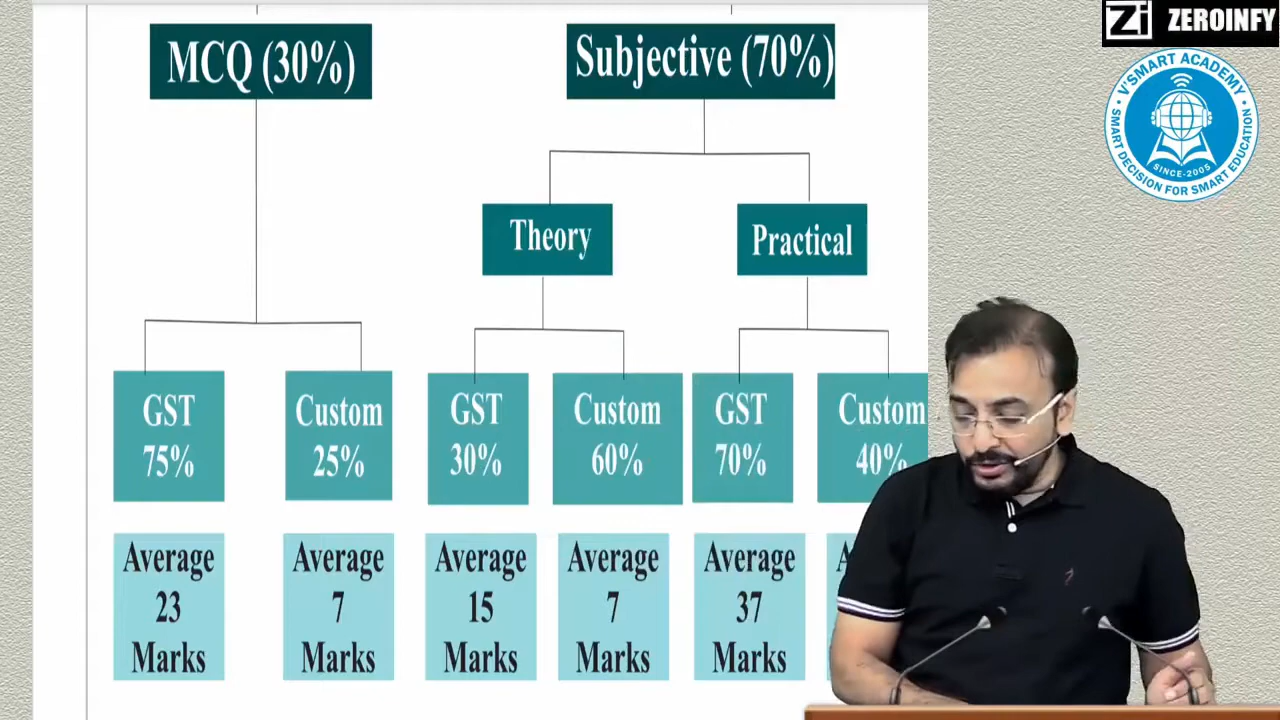 ZEROINFY
V'SMART ACADEMY
SMART DECISION FOR SMART EDUCATION
SINCE-2005
MCQ (30%)
Subjective (70%)
Theory
Practical
GST
75%
Custom
25%
GST
30%
Custom
60%
GST
70%
Custom
40%
Average
23
Marks
Average
7
Marks
Average
15
Marks
Average
7
Marks
Average
37
Marks